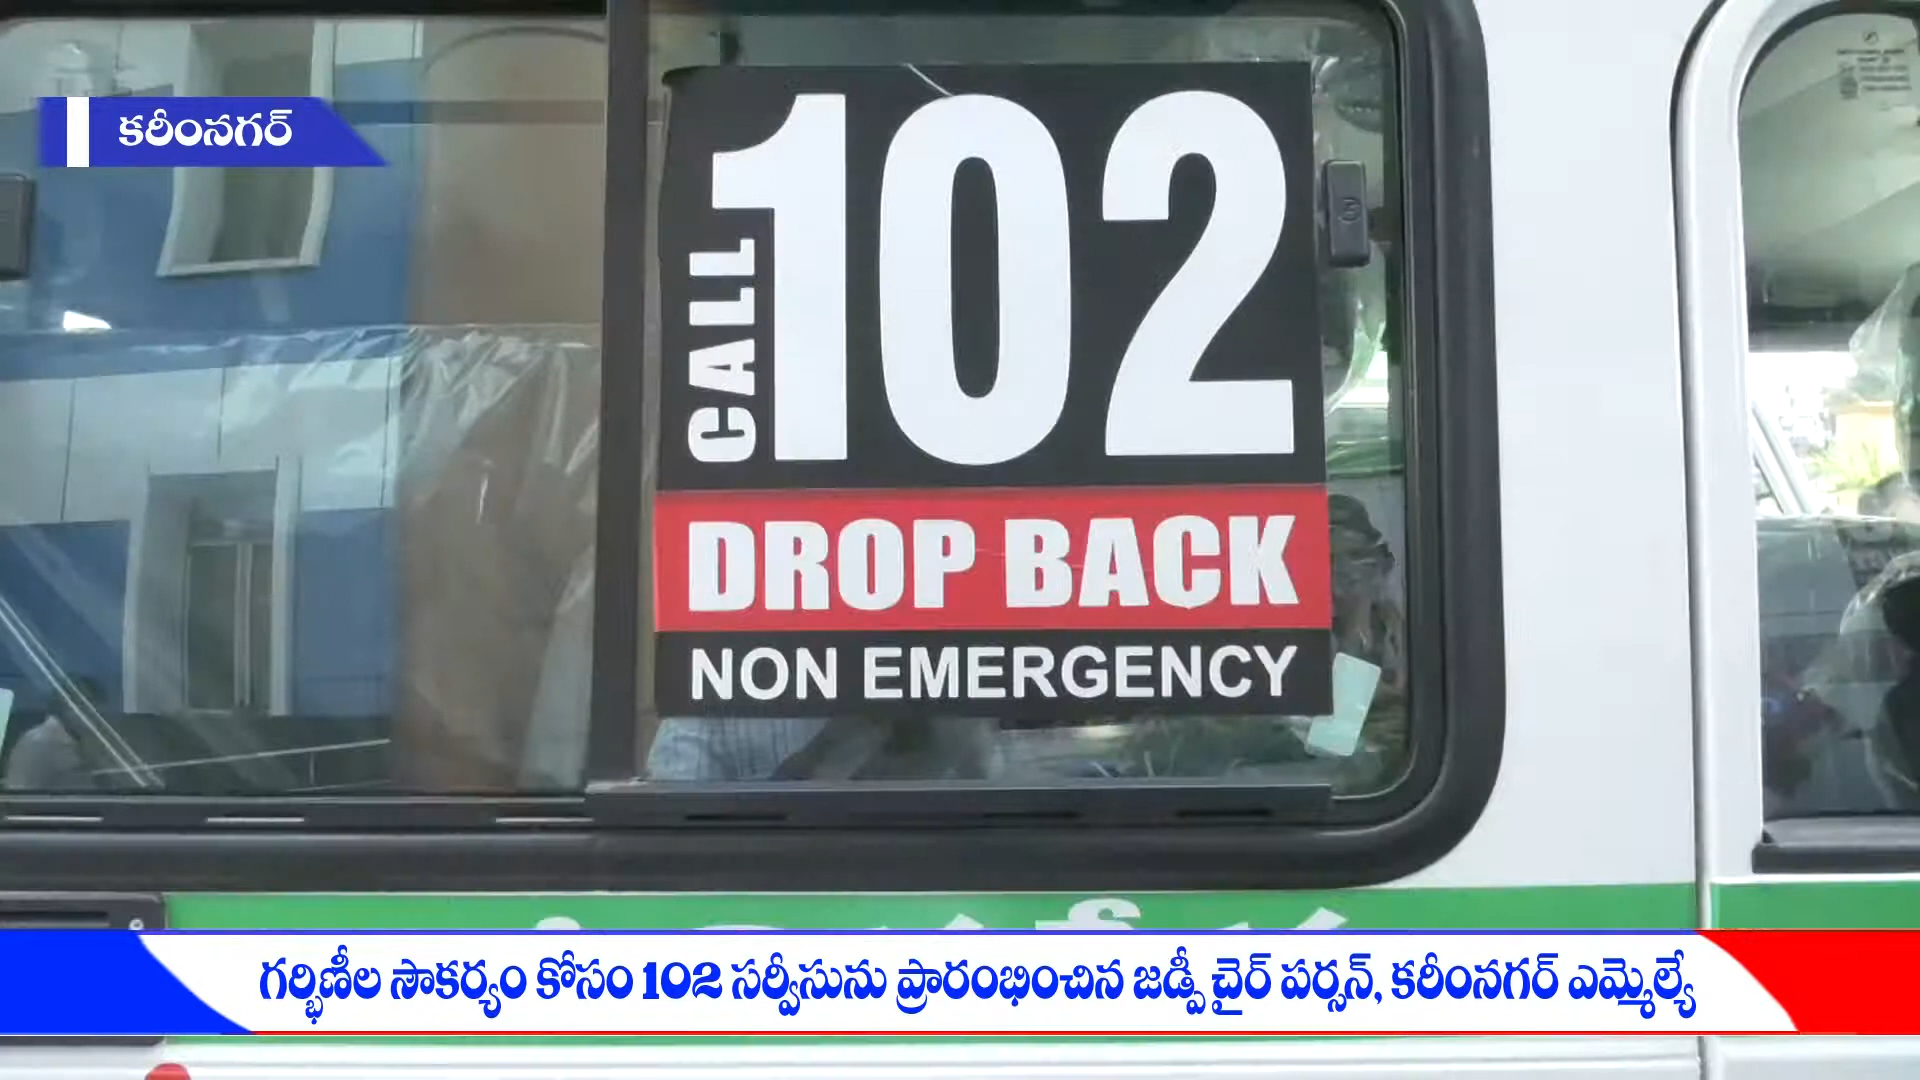 కరీంనగర్
CALL 102
DROP BACK
NON EMERGENCY
గర్భిణీల సౌకర్యం కోసం 102 సర్వీసును ప్రారంభించిన జడ్పీ చైర్ పర్సన్, కరీంనగర్ ఎమ్మెల్యే